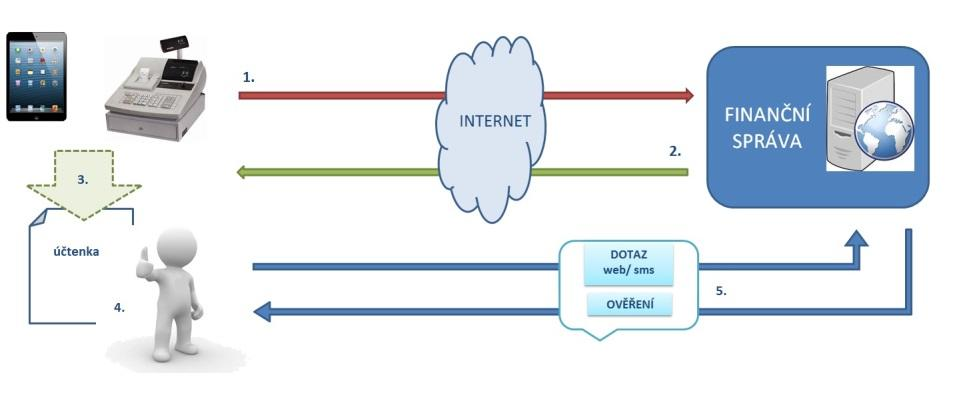 1.
INTERNET
FINANČNÍ
SPRÁVA
2.
3.
účtenka
4.
DOTAZ
web/ sms
OVĚŘENÍ
5.